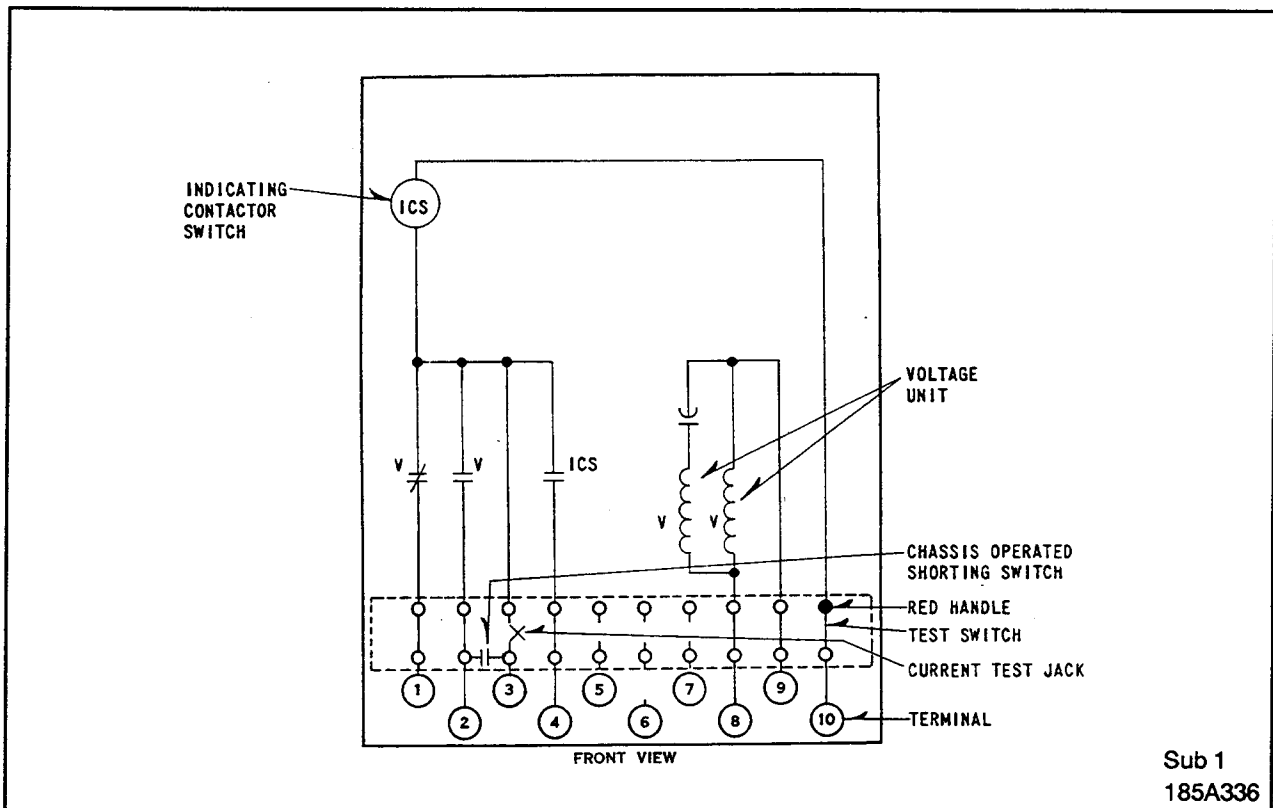 INDICATING
CONTACTOR
SWITCH
ICS
V
V
ICS
V
V
VOLTAGE
UNIT
CHASSIS OPERATED
SHORTING SWITCH
RED HANDLE
TEST SWITCH
CURRENT TEST JACK
TERMINAL
1
2
3
4
5
6
7
8
9
10
FRONT VIEW
Sub 1
185A336